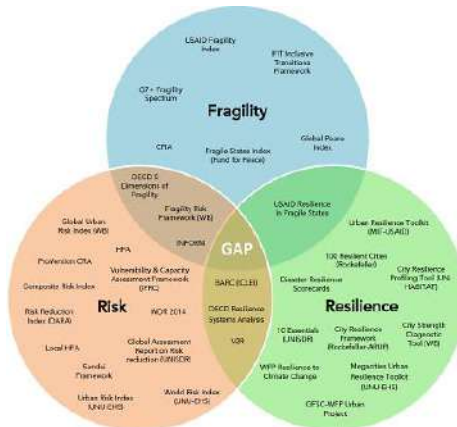 USAID Fragility
Index
IFIT Inclusive
Transitions
Framework
G7+ Fragility
Spectrum
Fragility
CPIA
Fragile States Index
(Fund for Peace)
Global Peace
Index
OECD 5
Dimensions of
Fragility
Fragility Risk
Framework (WB)
INFORM
GAP
USAID Resilience
in Fragile States
Global Urban
Risk Index (WB)
HFA
ProVention CRA
Vulnerability & Capacity
Assessment Framework
(IFRC)
Composite Risk Index
Risk
WDR 2014
Risk Reduction
Index (DARA)
Local HFA
Global Assessment
Report on Risk
reduction (UNISDR)
Sendai
Framework
Urban Risk Index
(UNU-EHS)
World Risk Index
(UNU-EHS)
BARC (ICLEI)
OECD Resilience
Systems Analysis
Urban Resilience Toolkit
(MIT-USAID)
100 Resilient Cities
(Rockefeller)
City Resilience
Profiling Tool (UN
HABITAT)
Disaster Resilience
Scorecards
Resilience
10 Essentials
(UNISDR)
City Resilience
Framework
(Rockefeller-ARUP)
City Strength
Diagnostic
Tool (WB)
WFP Resilience to
Climate Change
Megacities Urban
Resilience Toolkit
(UNU-EHS)
GFSC-WFP Urban
Project